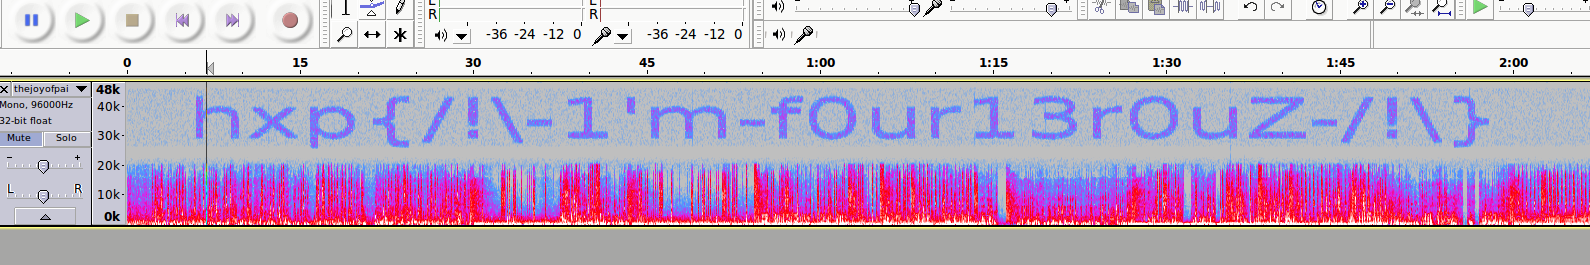 L
R
L
R
-36 -24 -12 0
-36 -24 -12 0
0 15 30 45 1:00 1:15 1:30 1:45 2:00
thejoyofpai
Mono, 96000Hz
32-bit float
Mute Solo
- +
L R
48k
40k
30k
20k
10k
0k
hxp{/!\-1'm-f0ur13r0uZ-/!\}